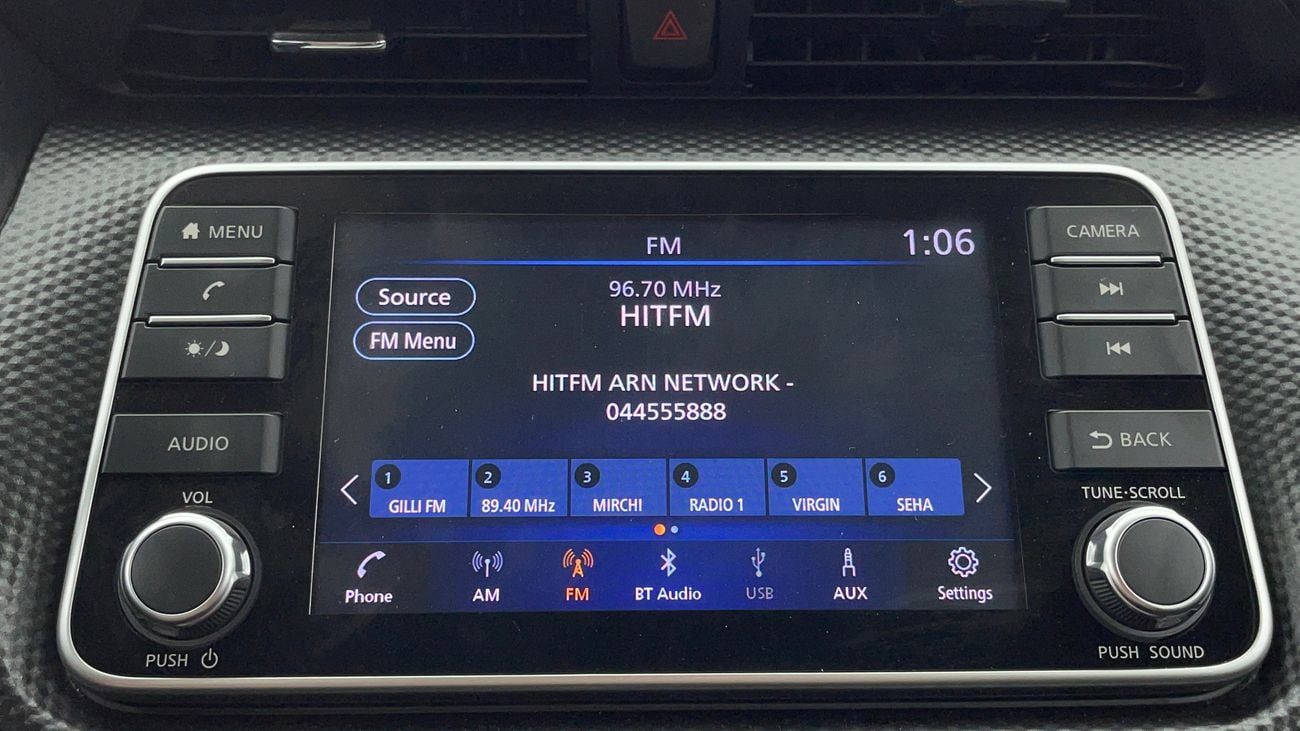 MENU
CAMERA
FM
1:06
Source
96.70 MHz
HITFM
FM Menu
HITFM ARN NETWORK -
044555888
AUDIO
BACK
VOL
TUNE·SCROLL
1 2 3 4 5 6
GILLI FM 89.40 MHz MIRCHI RADIO 1 VIRGIN SEHA
Phone AM FM BT Audio USB AUX Settings
PUSH
PUSH SOUND